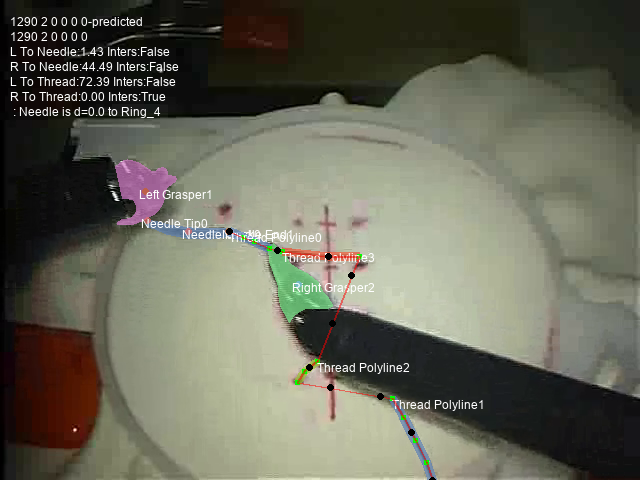 1290 2 0 0 0 0-predicted
1290 2 0 0 0 0
L To Needle:1.43 Inters:False
R To Needle:44.49 Inters:False
L To Thread:72.39 Inters:False
R To Thread:0.00 Inters:True
: Needle is d=0.0 to Ring_4
Left Grasper1
Needle Tip0
Thread Polyline0
Thread Polyline3
Right Grasper2
Thread Polyline2
Thread Polyline1